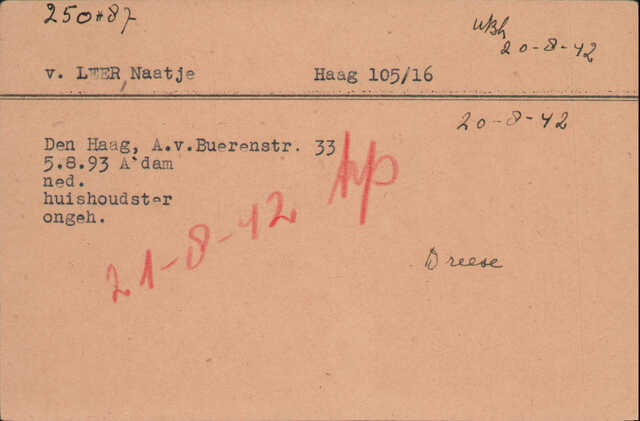 250*87
WBh
20-8-42
v. LEER, Naatje Haag 105/16
20-8-42
Den Haag, A.v.Buerenstr. 33
5.8.93 A'dam
ned.
huishoudster
ongeh.
21-8-42 hp
Dreese